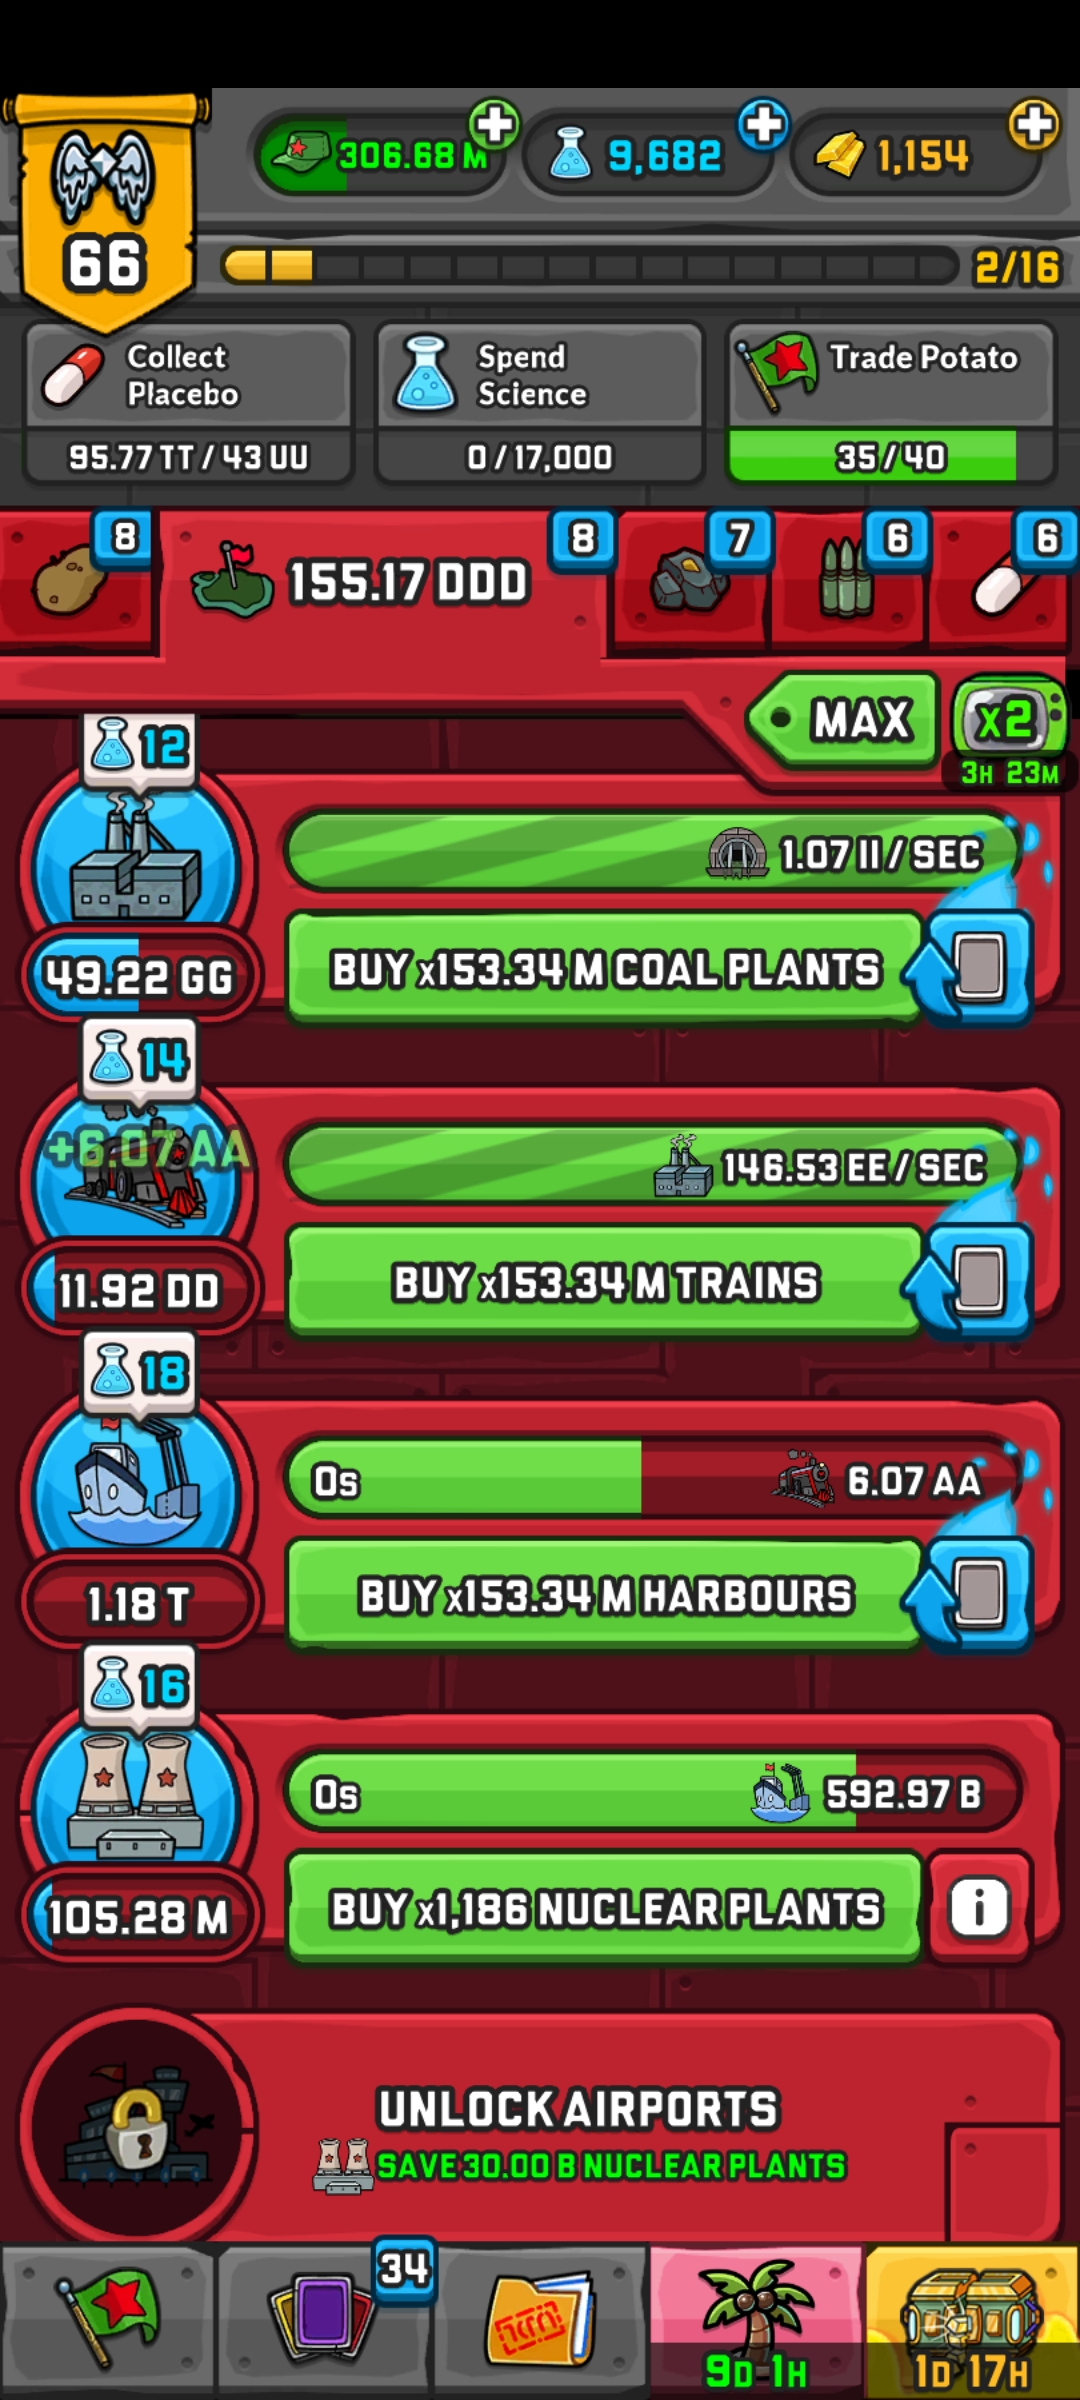 306.68 M
9,682
1,154
66
2/16
Collect
Placebo
95.77 TT / 43 UU
Spend
Science
0 / 17,000
Trade Potato
35 / 40
8
155.17 DDD
8
7
6
6
MAX
x2
3H 23M
12
1.07 II / SEC
49.22 GG
BUY x153.34 M COAL PLANTS
14
+6.07 AA
146.53 EE / SEC
11.92 DD
BUY x153.34 M TRAINS
18
0s
6.07 AA
1.18 T
BUY x153.34 M HARBOURS
16
0s
592.97 B
105.28 M
BUY x1,186 NUCLEAR PLANTS
i
UNLOCK AIRPORTS
SAVE 30.00 B NUCLEAR PLANTS
34
9D 1H
1D 17H